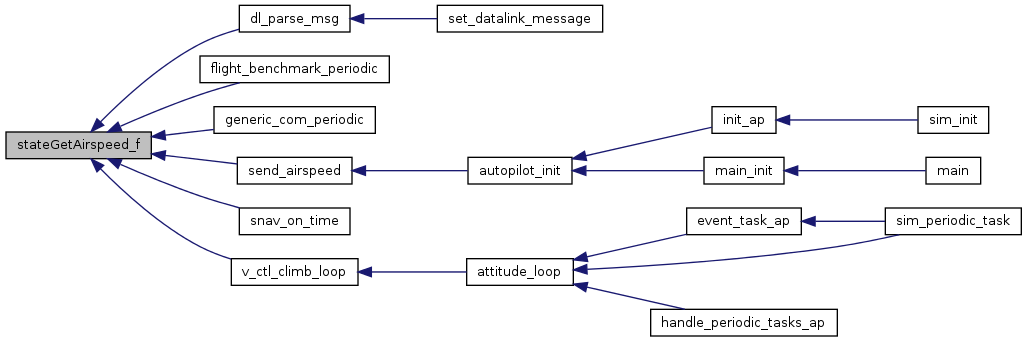 dl_parse_msg
set_datalink_message
flight_benchmark_periodic
generic_com_periodic
init_ap
sim_init
stateGetAirspeed_f
send_airspeed
autopilot_init
main_init
main
snav_on_time
event_task_ap
sim_periodic_task
v_ctl_climb_loop
attitude_loop
handle_periodic_tasks_ap